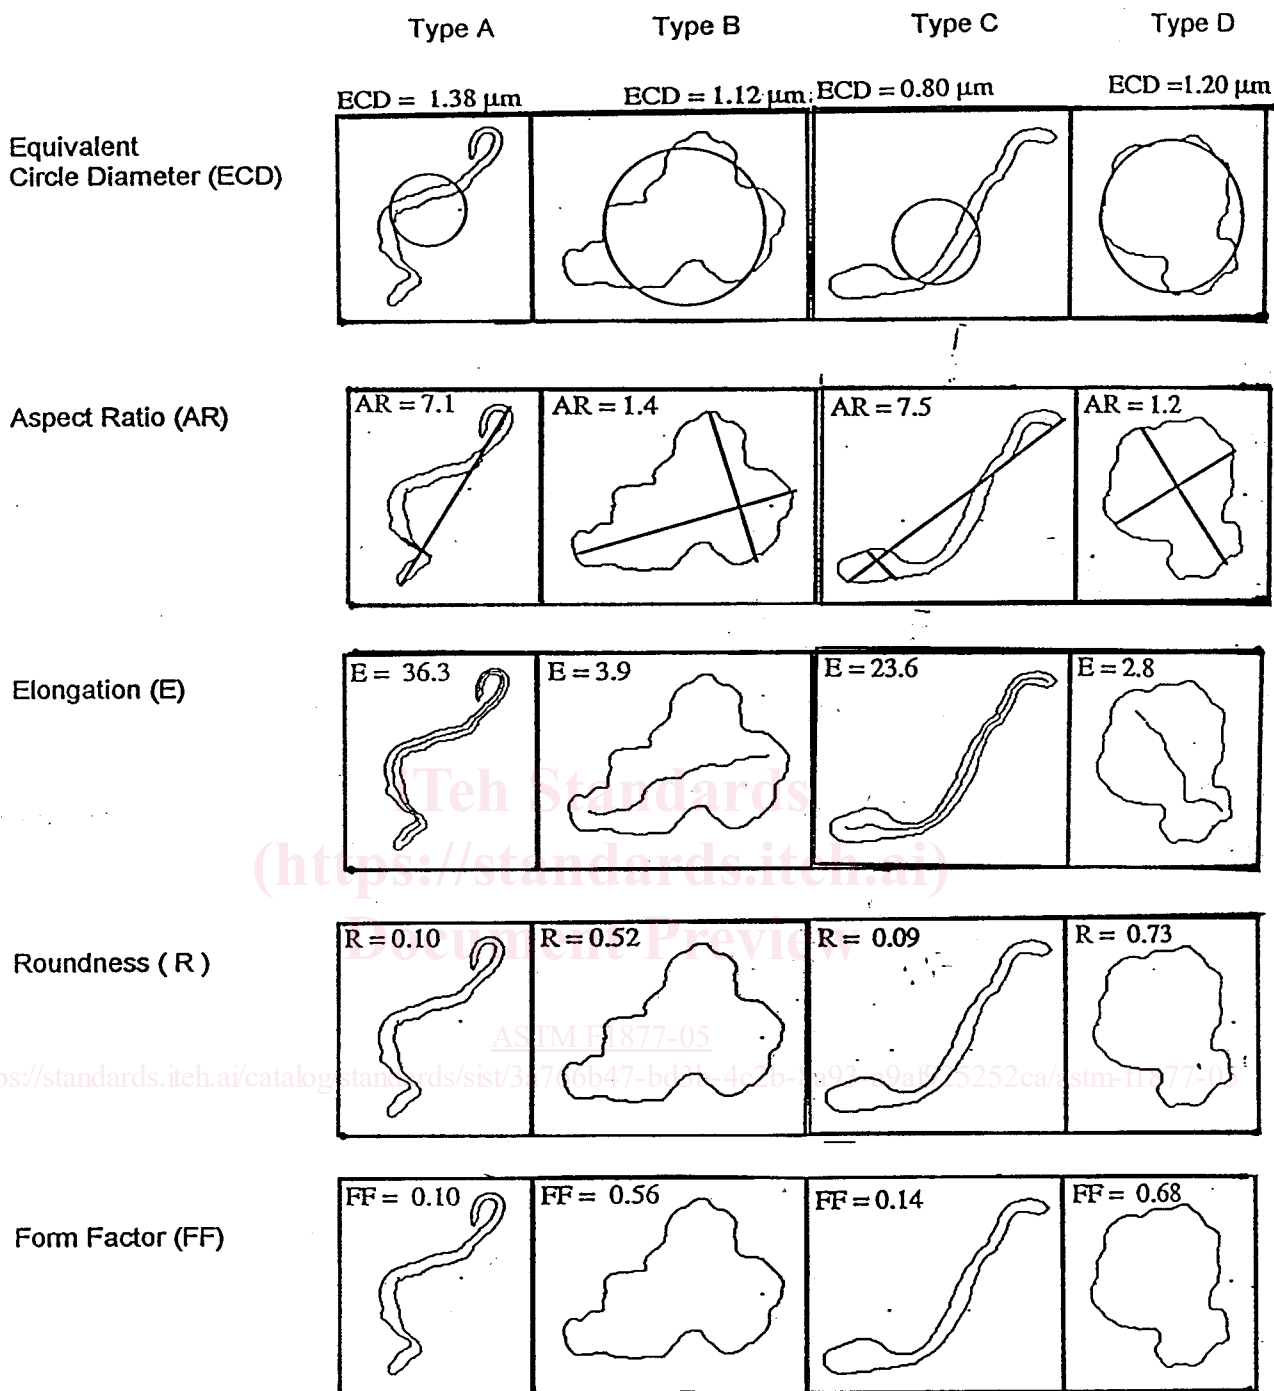 Type A Type B Type C Type D
ECD = 1.38 µm ECD = 1.12 µm ECD = 0.80 µm ECD =1.20 µm
Equivalent
Circle Diameter (ECD)
Aspect Ratio (AR)
AR = 7.1 AR = 1.4 AR = 7.5 AR = 1.2
Elongation (E)
E = 36.3 E = 3.9 E = 23.6 E = 2.8
iTeh Standards
(https://standards.iteh.ai)
Document Preview
Roundness ( R )
R = 0.10 R = 0.52 R = 0.09 R = 0.73
ASTM F1877-05
Form Factor (FF)
FF = 0.10 FF = 0.56 FF = 0.14 FF = 0.68